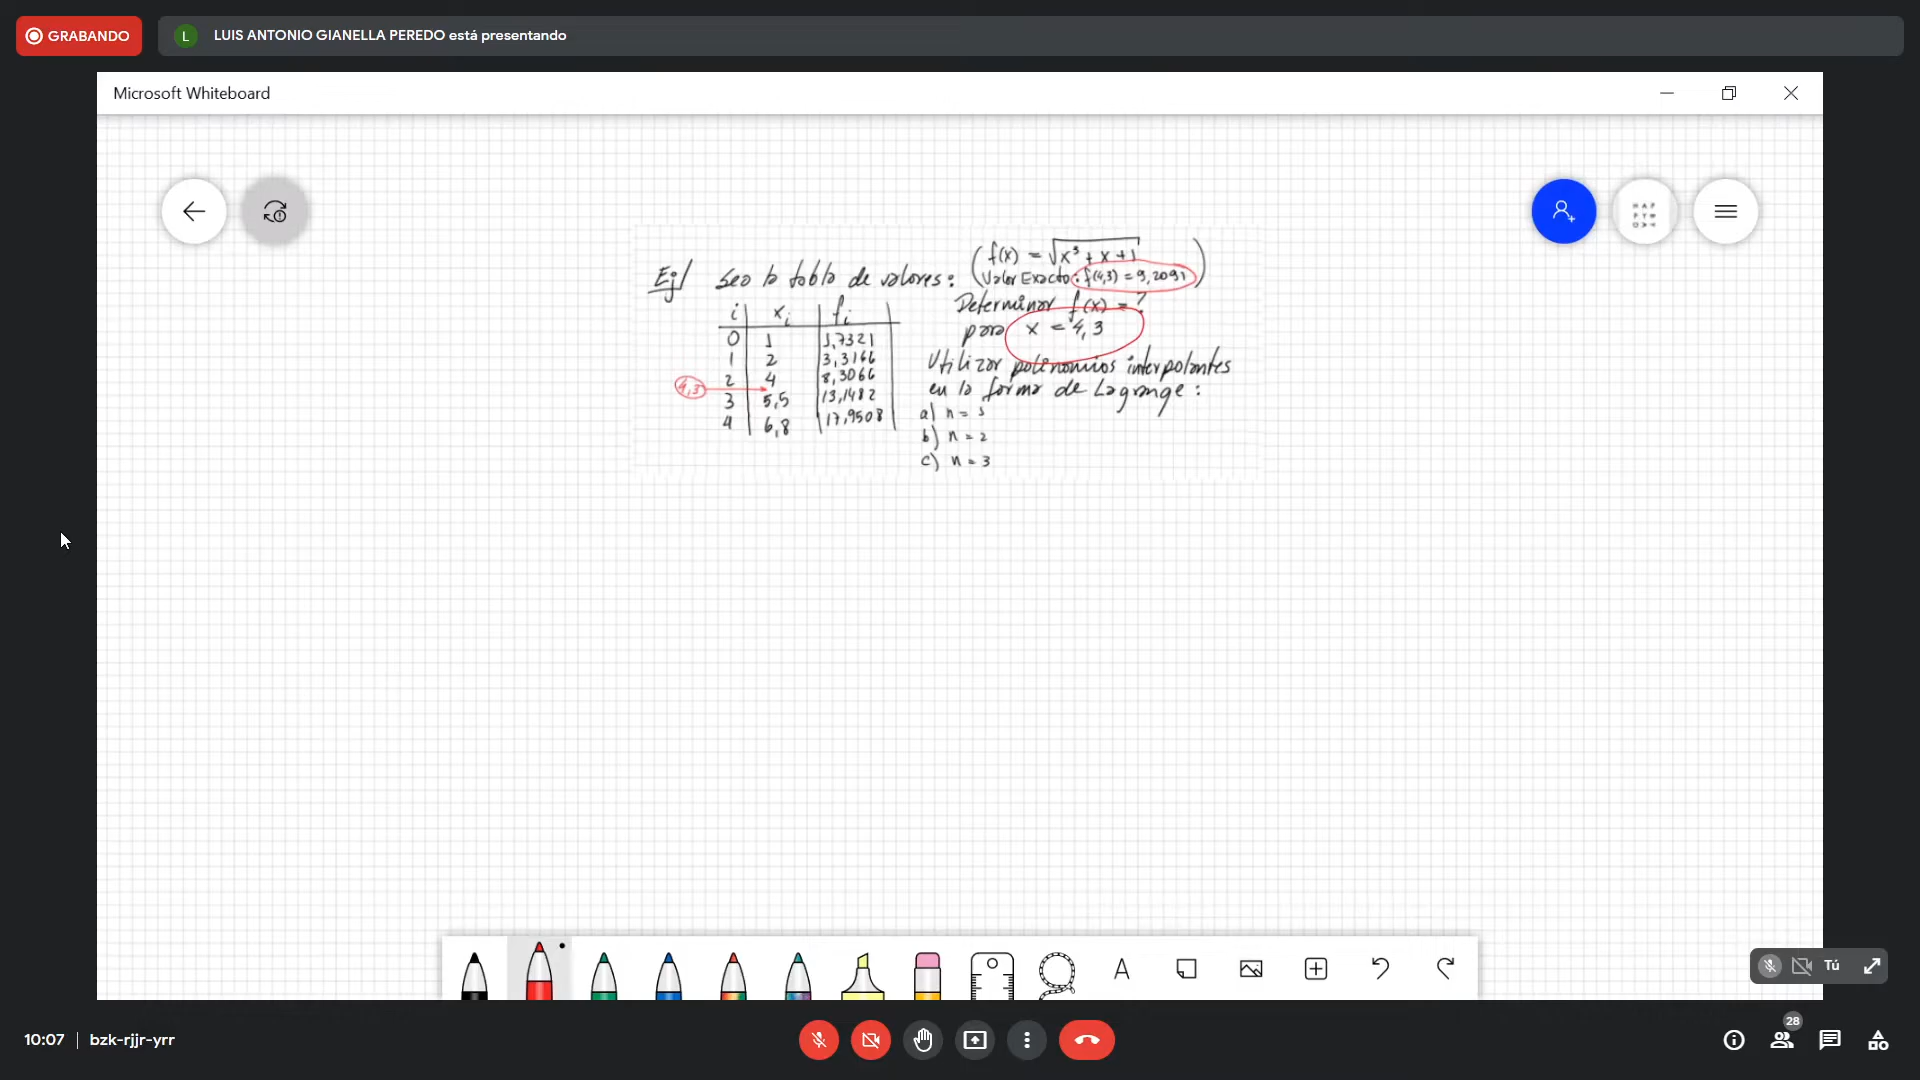 GRABANDO
L
LUIS ANTONIO GIANELLA PEREDO está presentando
Microsoft Whiteboard
Ej/ Sea la tabla de valores:
(f(x) = √x³ + x + 1)
(Valor Exacto: f(4,3) = 9,2091)
Determinar f(x) = ?
para x = 4,3
Utilizar polinomios interpolantes
en la forma de Lagrange:
a) n = 1
b) n = 2
c) n = 3
i xi fi
0 1 1,7321
1 2 3,3166
2 4 8,3066
4,3
3 5,5 13,1482
4 6,8 17,9508
Tú
10:07 | bzk-rjjr-yrr
28